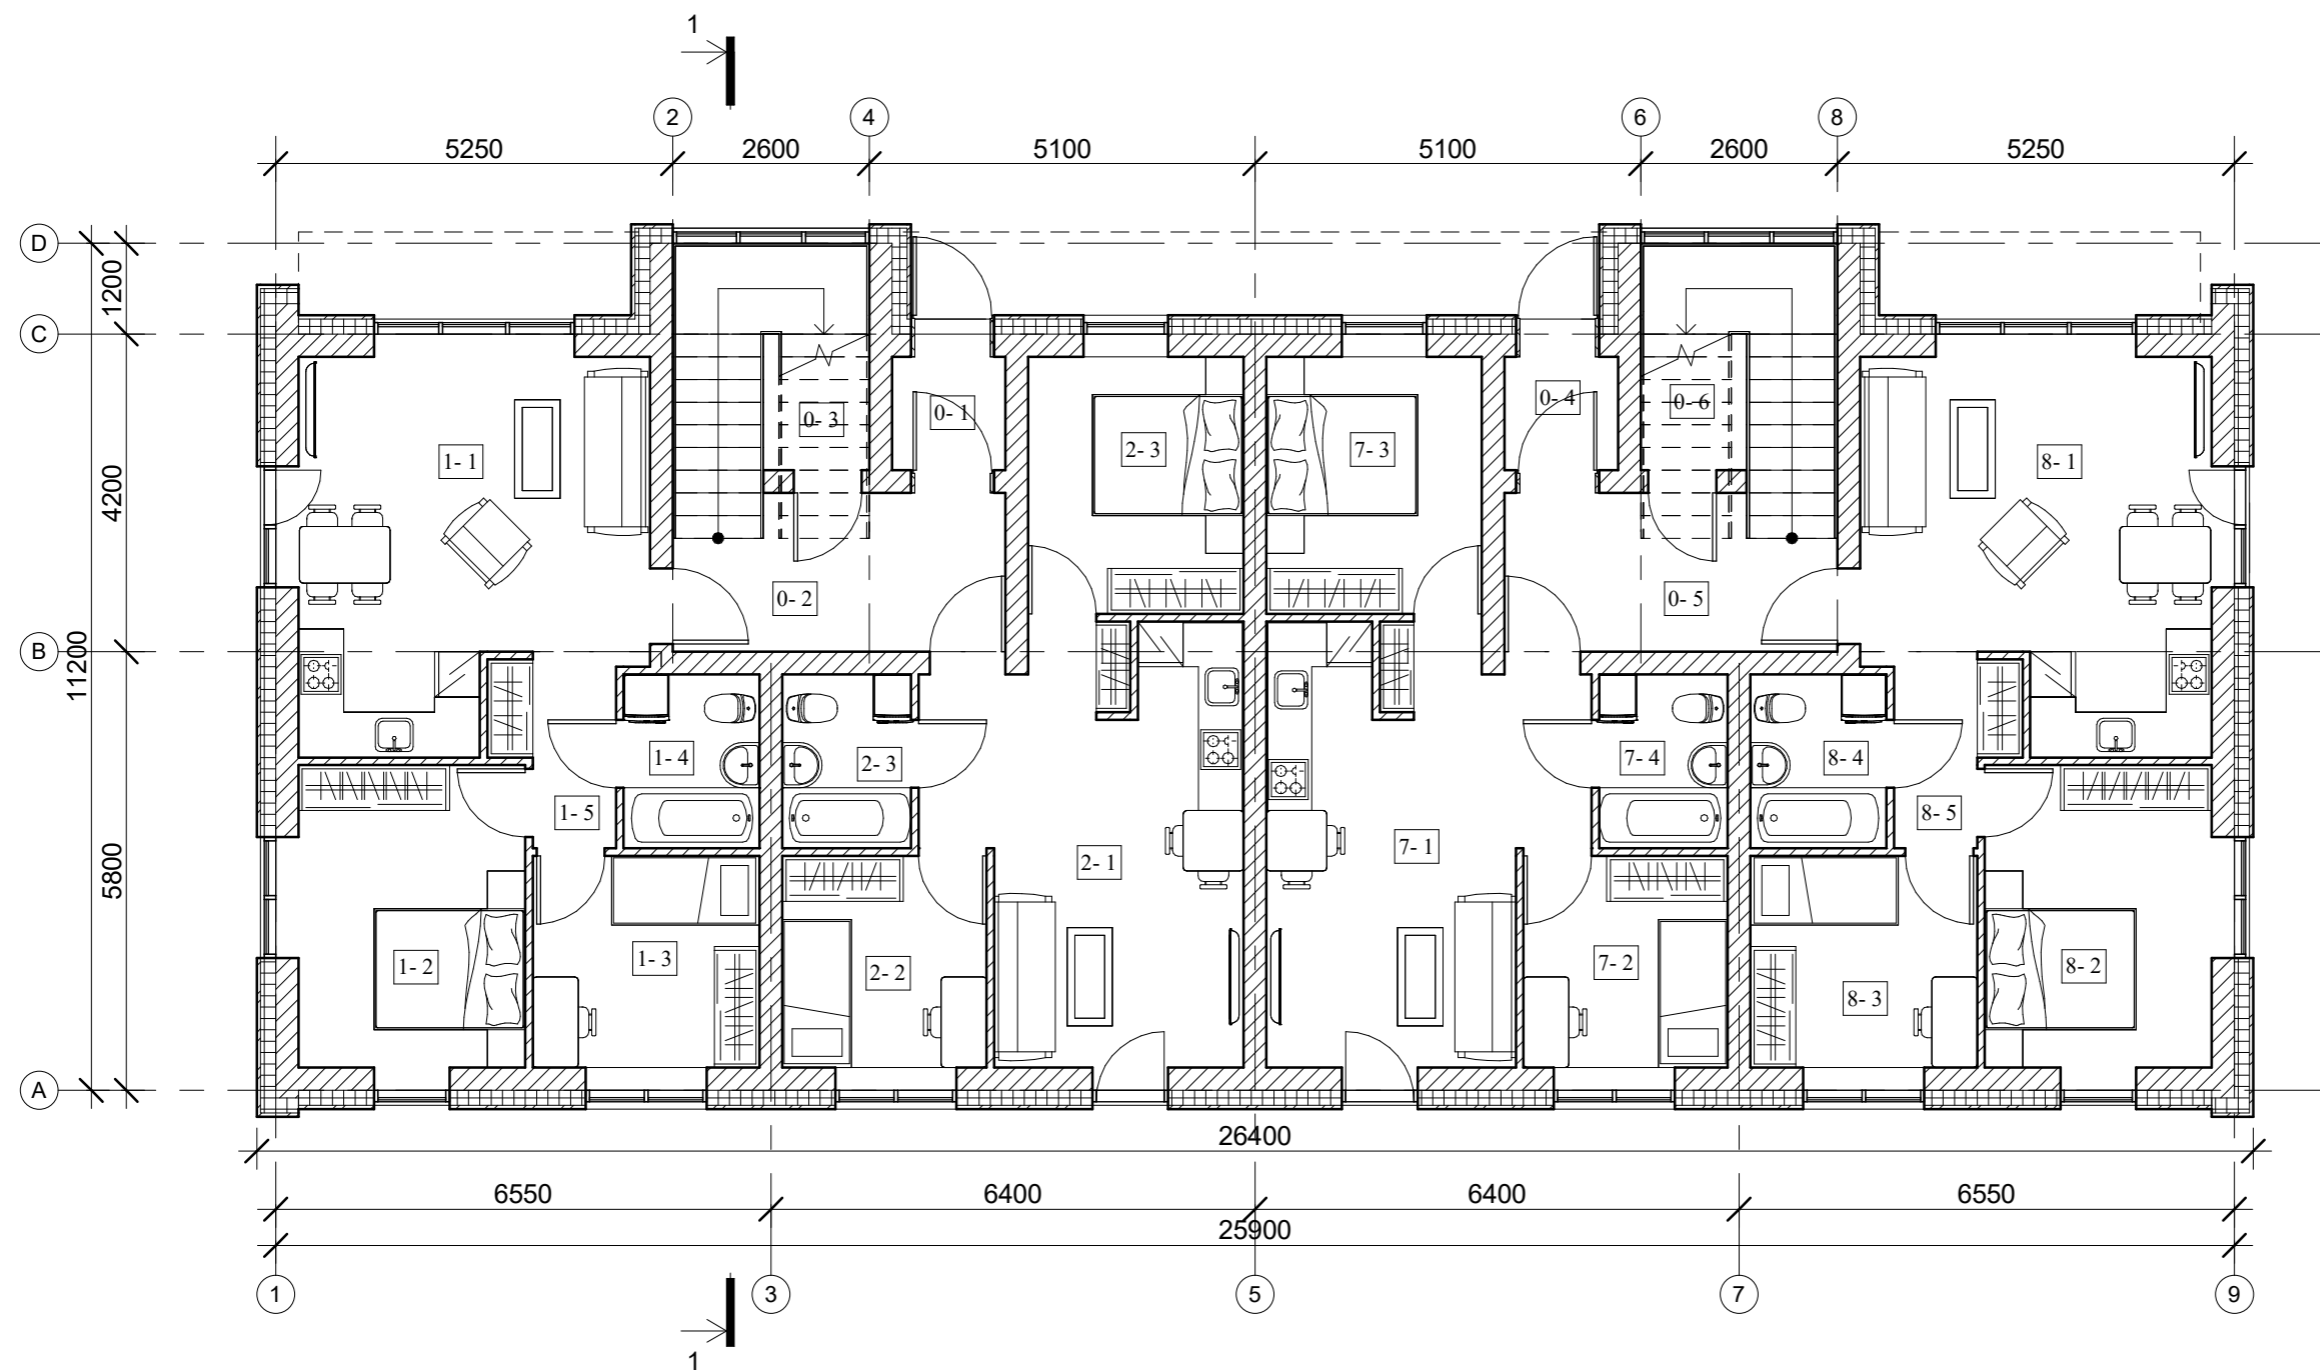 1
2 4 6 8
5250 2600 5100 5100 2600 5250
D
1200
C
0- 3 0- 1 0- 4 0- 6
1- 1 2- 3 7- 3 8- 1
4200
0- 2 0- 5
B
11200
1- 4 2- 3 7- 4 8- 4
1- 5 8- 5
5800
2- 1 7- 1
1- 2 1- 3 2- 2 7- 2 8- 3 8- 2
A
26400
6550 6400 6400 6550
25900
1 3 5 7 9
1